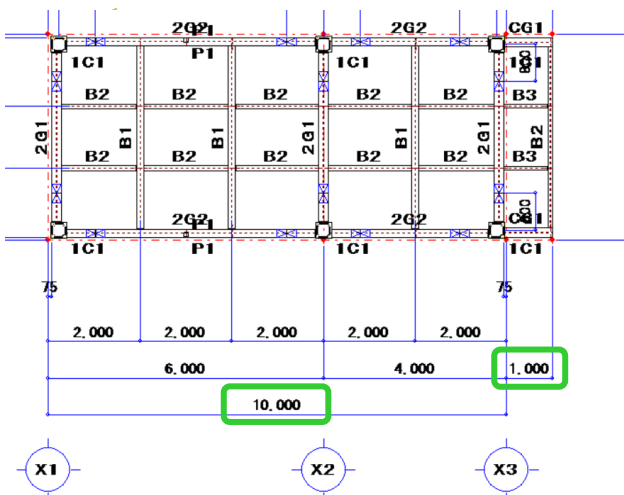 2G2 P1 2G2 CG1
P1
1C1 1C1 800 1C1
B2 B2 B2 B2 B2 B3
2G1 B1 B1 2G1 B1 2G1 B2
B2 B2 B2 B2 B2 B3
800
2G2 2G2 CG1
1C1 P1 1C1 1C1
75 75
2,000 2,000 2,000 2,000 2,000
6,000 4,000 1,000
10,000
X1 X2 X3